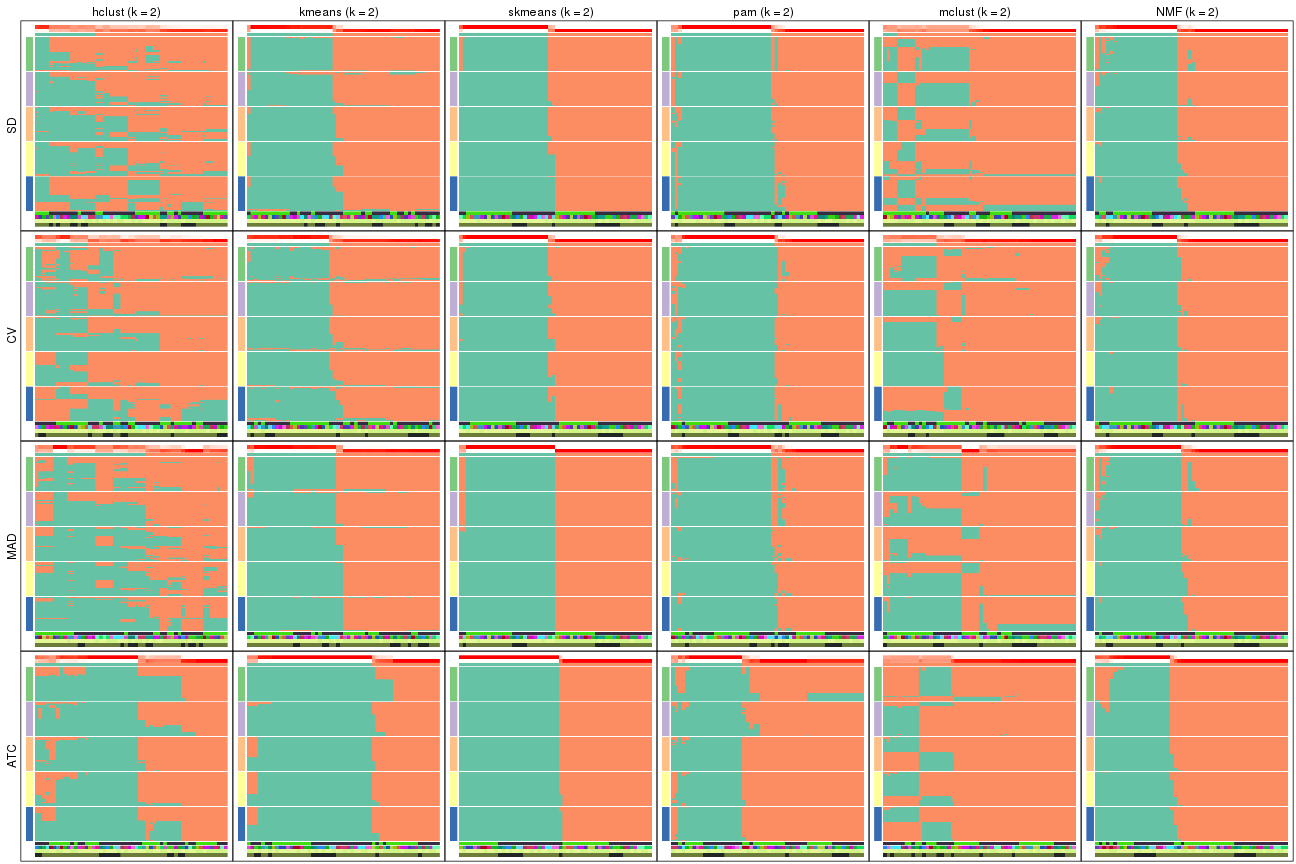 hclust (k = 2) kmeans (k = 2) skmeans (k = 2) pam (k = 2) mclust (k = 2) NMF (k = 2)
SD
CV
MAD
ATC